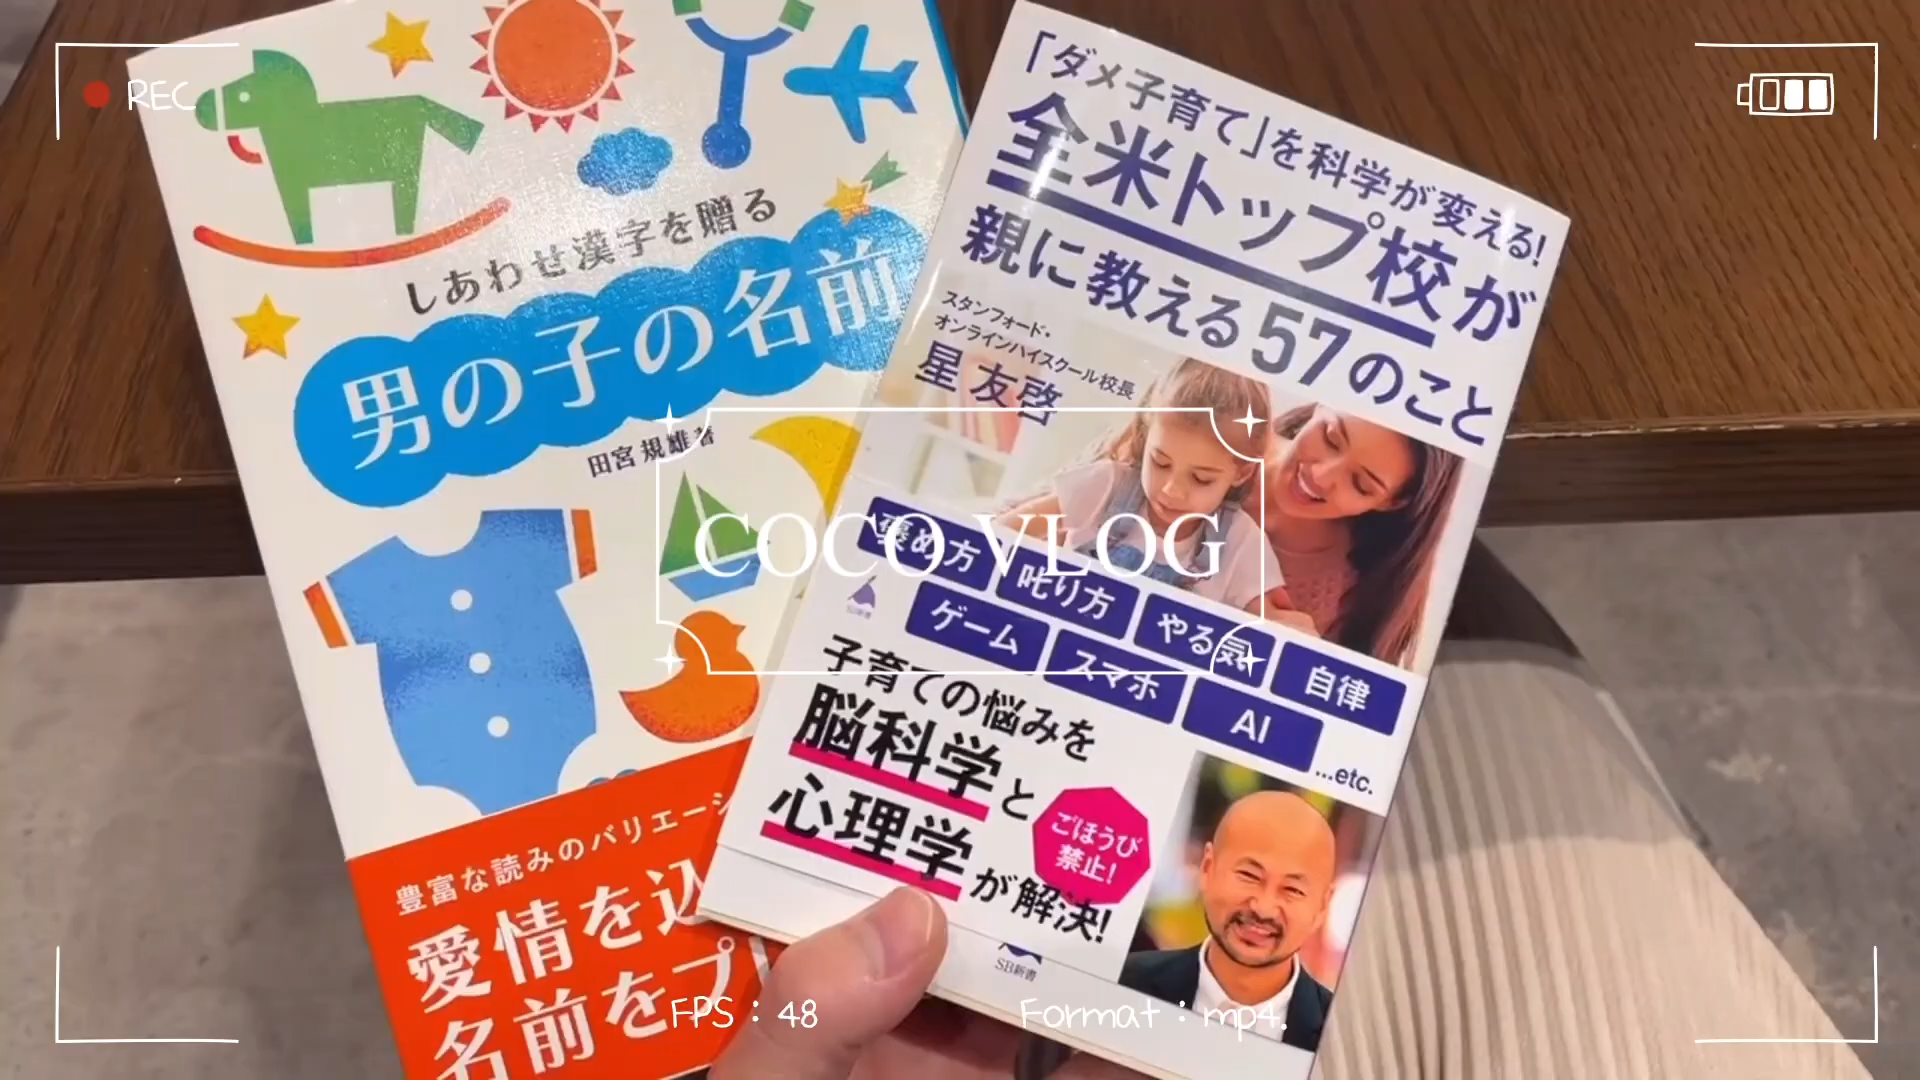 REC
しあわせ漢字を贈る
男の子の名前
田宮 規雄 著
豊富な読みのバリエーシ
愛情を込
名前をプ
「ダメ子育て」を科学が変える!
全米トップ校が
親に教える57のこと
スタンフォード・
オンラインハイスクール校長
星 友啓
COCO VLOG
褒め方
叱り方
やる気
自律
ゲーム
スマホ
AI
...etc.
SB新書
子育ての悩みを
脳科学と
心理学が解決!
ごほうび
禁止!
SB新書
FPS : 48
Format : mp4.